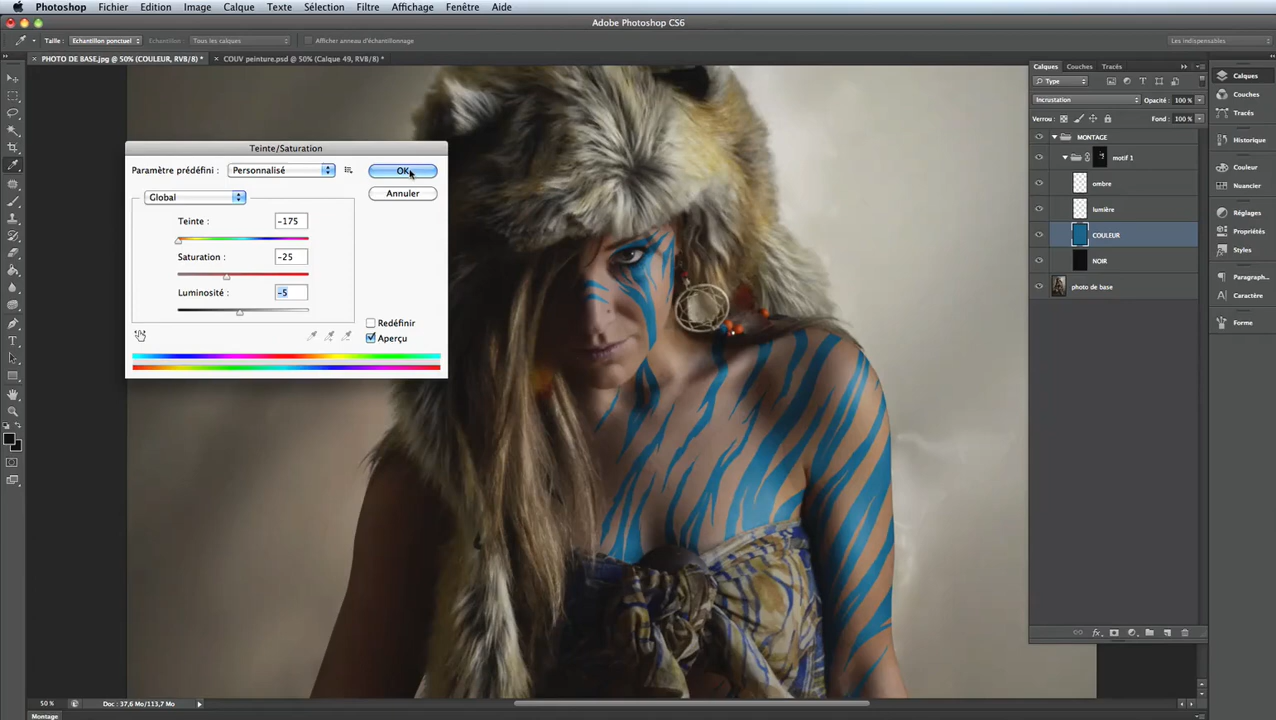 Photoshop Fichier Edition Image Calque Texte Sélection Filtre Affichage Fenêtre Aide
Adobe Photoshop CS6
Taille : Echantillon ponctuel Echantillon : Tous les calques Afficher anneau d'échantillonnage Les indispensables
PHOTO DE BASE.jpg @ 50% (COULEUR, RVB/8) * COUV peinture.psd @ 50% (Calque 49, RVB/8) *
Teinte/Saturation
Paramètre prédéfini : Personnalisé OK
Global Annuler
Teinte : -175
Saturation : -25
Luminosité : -5
Redéfinir
Aperçu
Calques Couches Tracés
Type
Incrustation Opacité : 100 %
Verrou : Fond : 100 %
MONTAGE
motif 1
ombre
lumière
COULEUR
NOIR
photo de base
Calques
Couches
Tracés
Historique
Couleur
Nuancier
Réglages
Propriétés
Styles
Paragraph...
Caractère
Forme
50 % Doc : 37,6 Mo/113,7 Mo
Montage